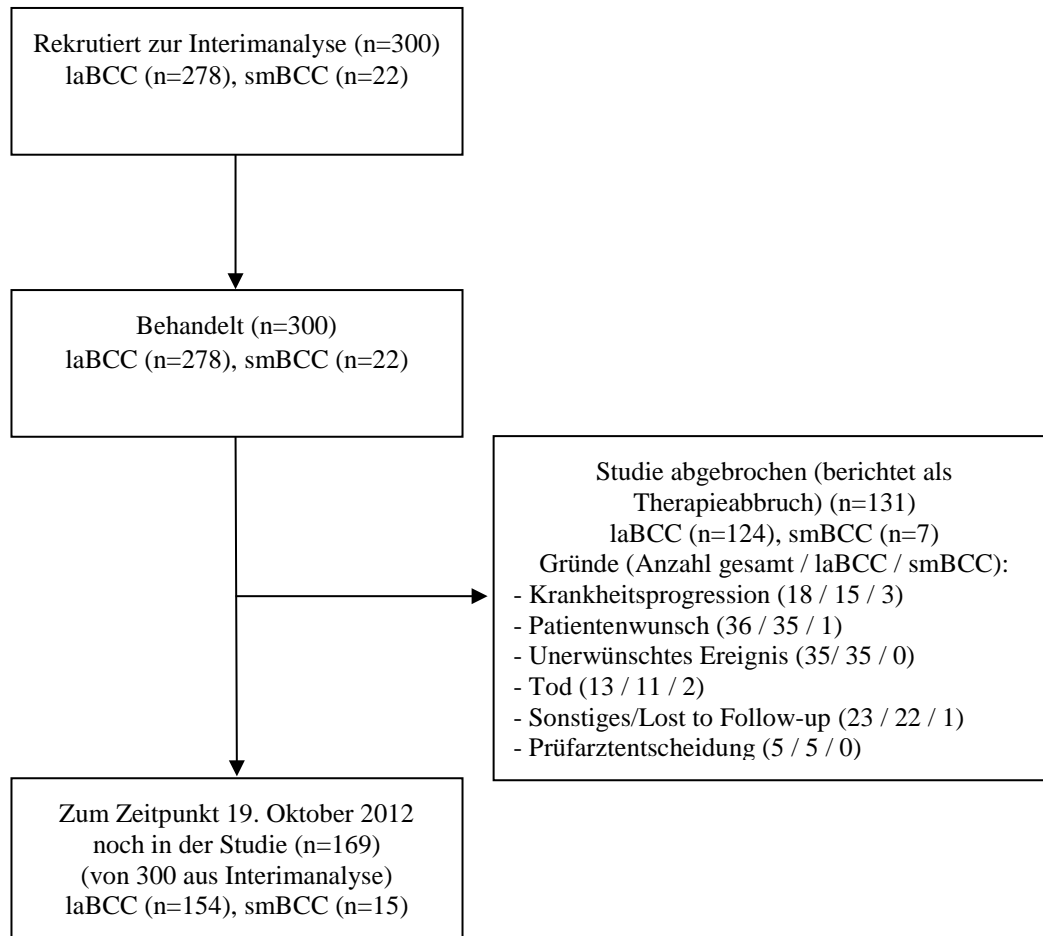 Rekrutiert zur Interimanalyse (n=300)
laBCC (n=278), smBCC (n=22)
Behandelt (n=300)
laBCC (n=278), smBCC (n=22)
Studie abgebrochen (berichtet als
Therapieabbruch) (n=131)
laBCC (n=124), smBCC (n=7)
Gründe (Anzahl gesamt / laBCC / smBCC):
- Krankheitsprogression (18 / 15 / 3)
- Patientenwunsch (36 / 35 / 1)
- Unerwünschtes Ereignis (35/ 35 / 0)
- Tod (13 / 11 / 2)
- Sonstiges/Lost to Follow-up (23 / 22 / 1)
- Prüfarztentscheidung (5 / 5 / 0)
Zum Zeitpunkt 19. Oktober 2012
noch in der Studie (n=169)
(von 300 aus Interimanalyse)
laBCC (n=154), smBCC (n=15)